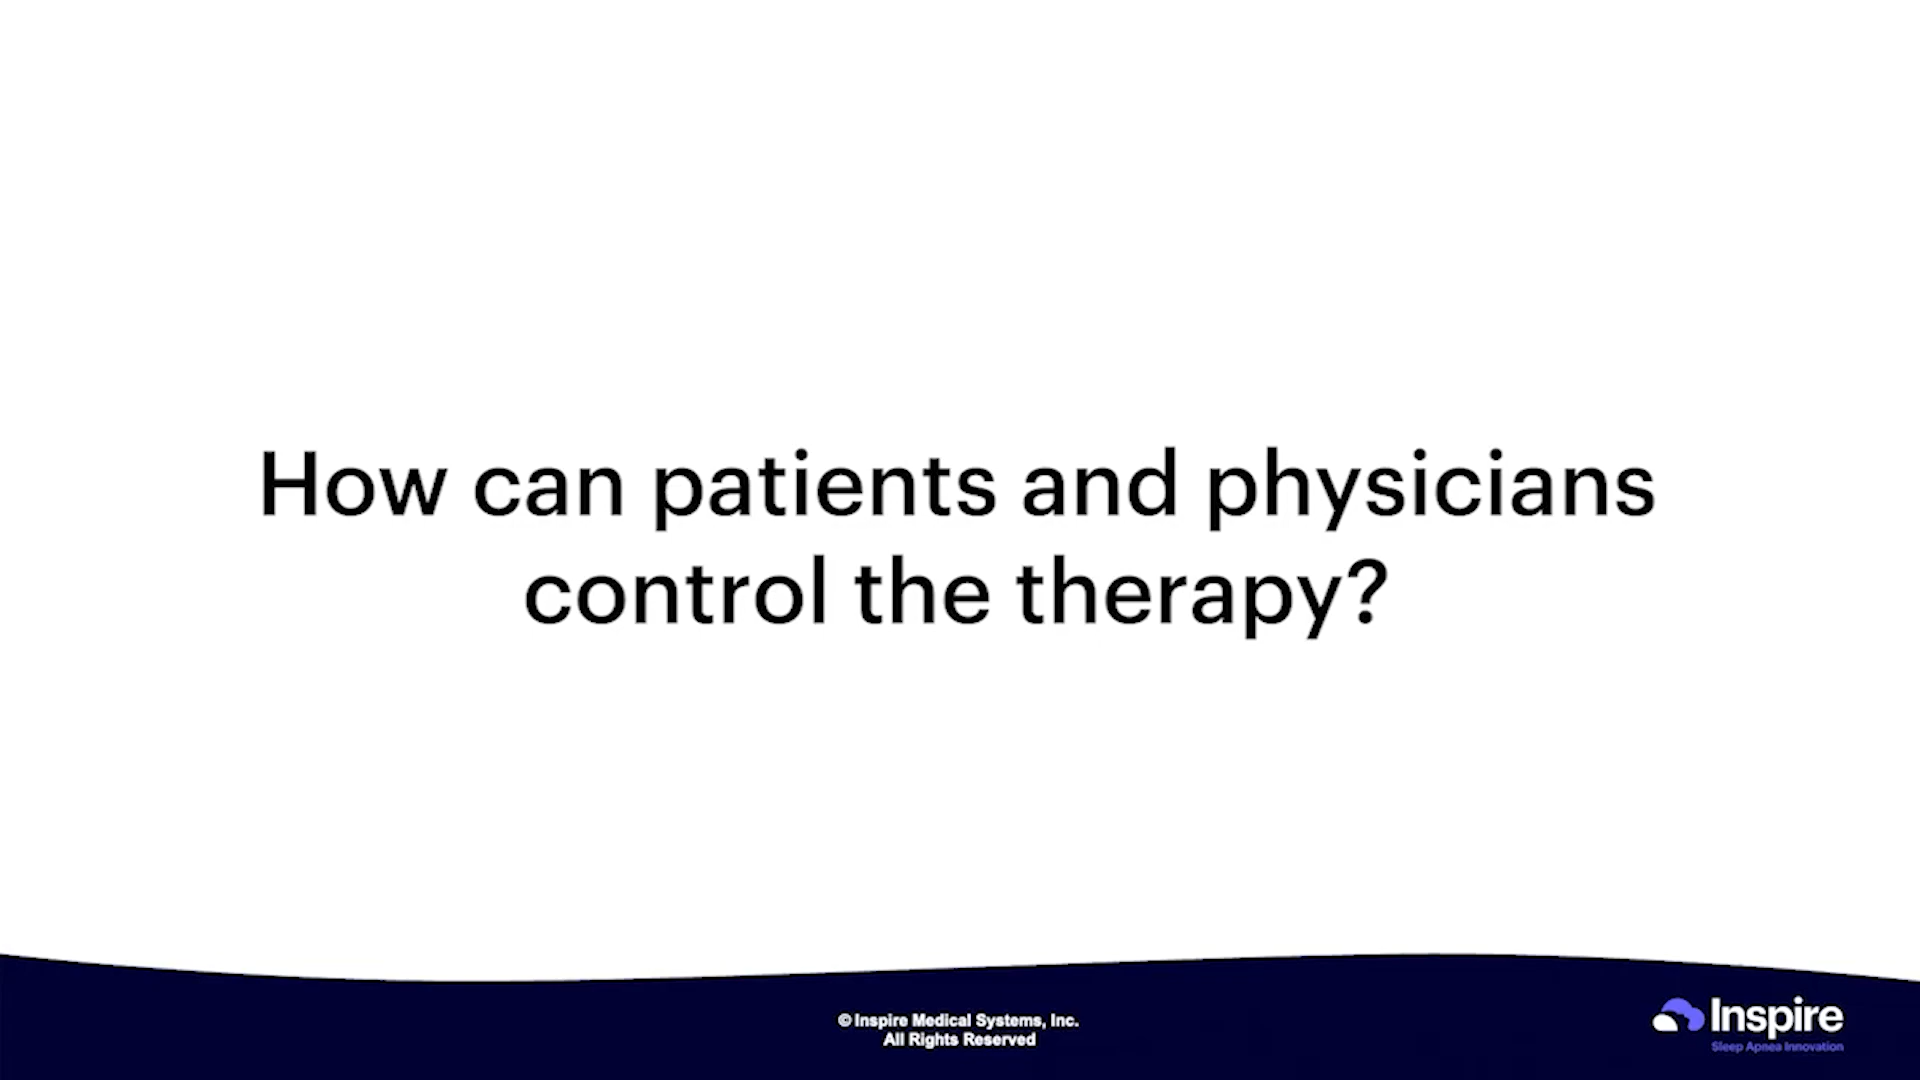 How can patients and physicians
control the therapy?
© Inspire Medical Systems, Inc.
All Rights Reserved
Inspire
Sleep Apnea Innovation